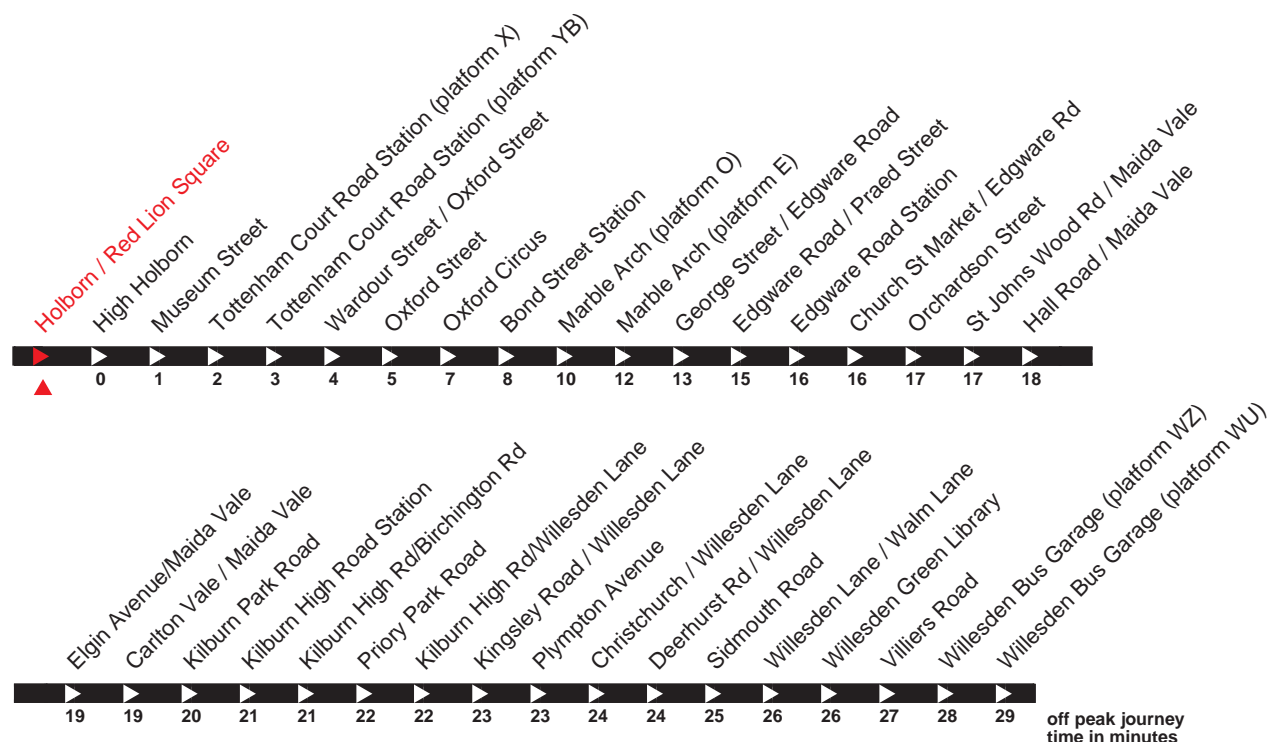 Holborn / Red Lion Square
High Holborn
Museum Street
Tottenham Court Road Station (platform X)
Tottenham Court Road Station (platform YB)
Wardour Street / Oxford Street
Oxford Street
Oxford Circus
Bond Street Station
Marble Arch (platform O)
Marble Arch (platform E)
George Street / Edgware Road
Edgware Road / Praed Street
Edgware Road Station
Church St Market / Edgware Rd
Orchardson Street
St Johns Wood Rd / Maida Vale
Hall Road / Maida Vale
0 1 2 3 4 5 7 8 10 12 13 15 16 16 17 17 18
Elgin Avenue/Maida Vale
Carlton Vale / Maida Vale
Kilburn Park Road
Kilburn High Road Station
Kilburn High Rd/Birchington Rd
Priory Park Road
Kilburn High Rd/Willesden Lane
Kingsley Road / Willesden Lane
Plympton Avenue
Christchurch / Willesden Lane
Deerhurst Rd / Willesden Lane
Sidmouth Road
Willesden Lane / Walm Lane
Willesden Green Library
Villiers Road
Willesden Bus Garage (platform WZ)
Willesden Bus Garage (platform WU)
19 19 20 21 21 22 22 23 23 24 24 25 26 26 27 28 29
off peak journey
time in minutes